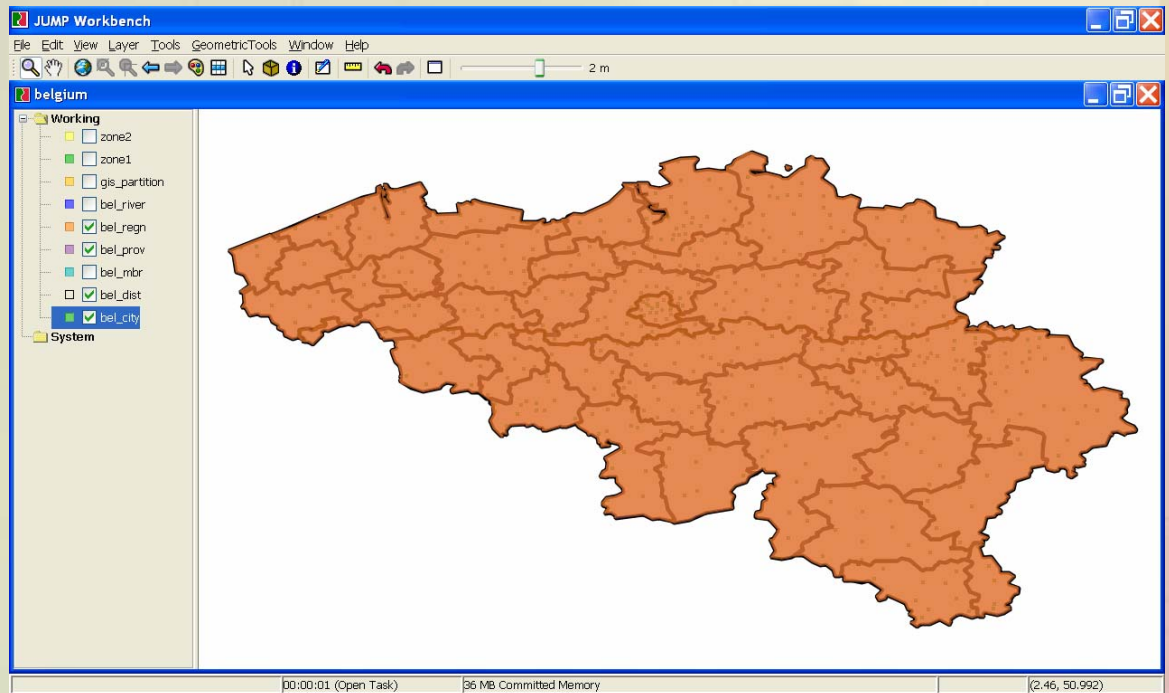 JUMP Workbench
File Edit View Layer Tools GeometricTools Window Help
2 m
belgium
Working
zone2
zone1
gis_partition
bel_river
bel_regn
bel_prov
bel_mbr
bel_dist
bel_city
System
00:00:01 (Open Task) 36 MB Committed Memory (2.46, 50.992)